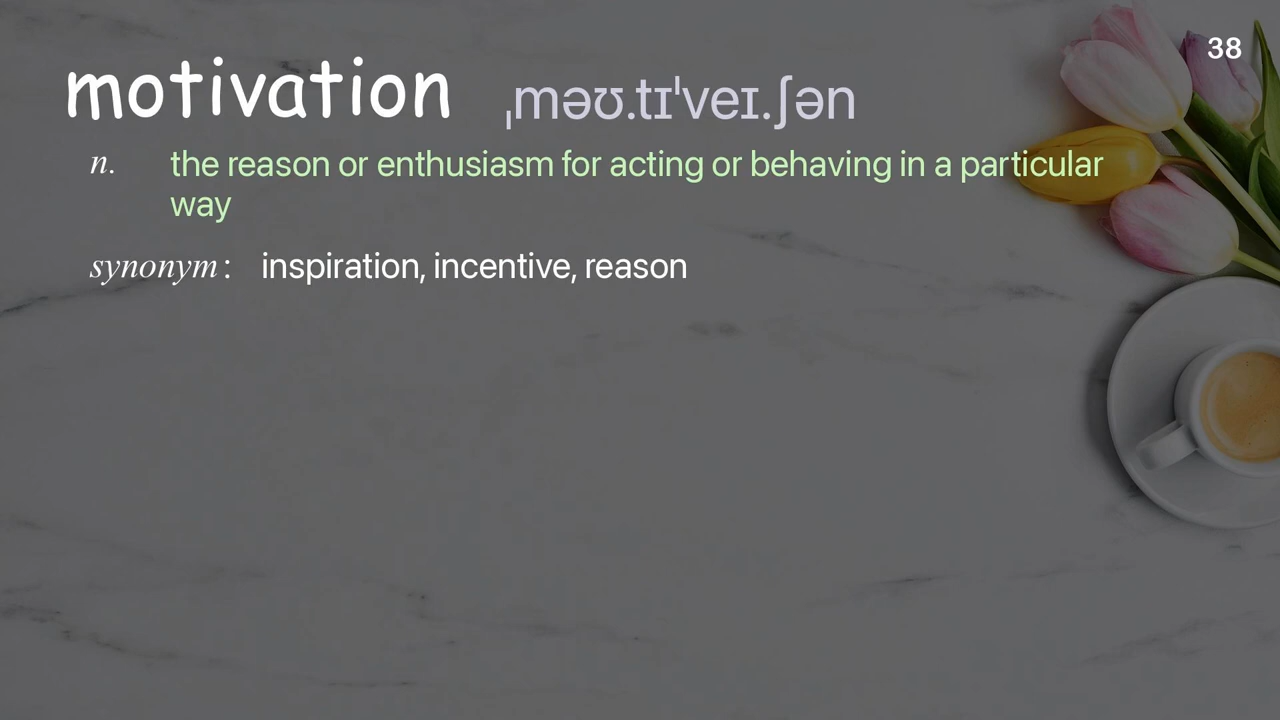 38
motivation ˌməʊ.tɪˈveɪ.ʃən
n. the reason or enthusiasm for acting or behaving in a particular
way
synonym: inspiration, incentive, reason